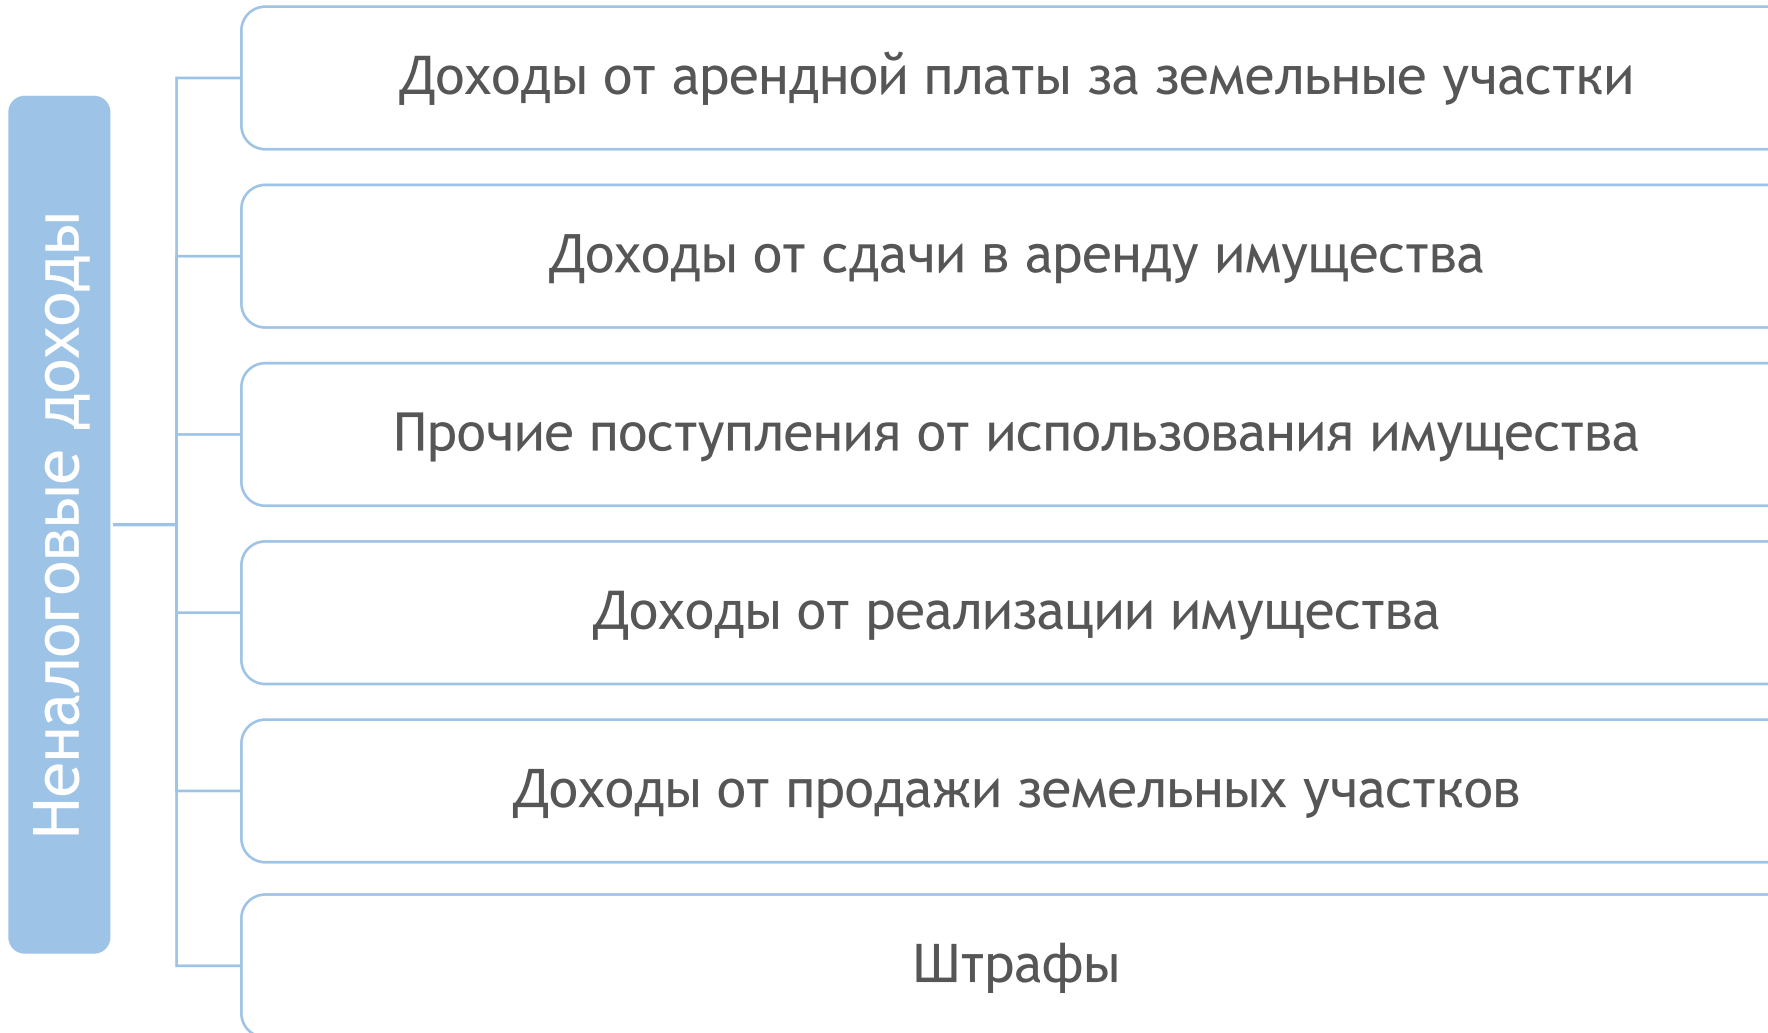 Неналоговые доходы
Доходы от арендной платы за земельные участки
Доходы от сдачи в аренду имущества
Прочие поступления от использования имущества
Доходы от реализации имущества
Доходы от продажи земельных участков
Штрафы